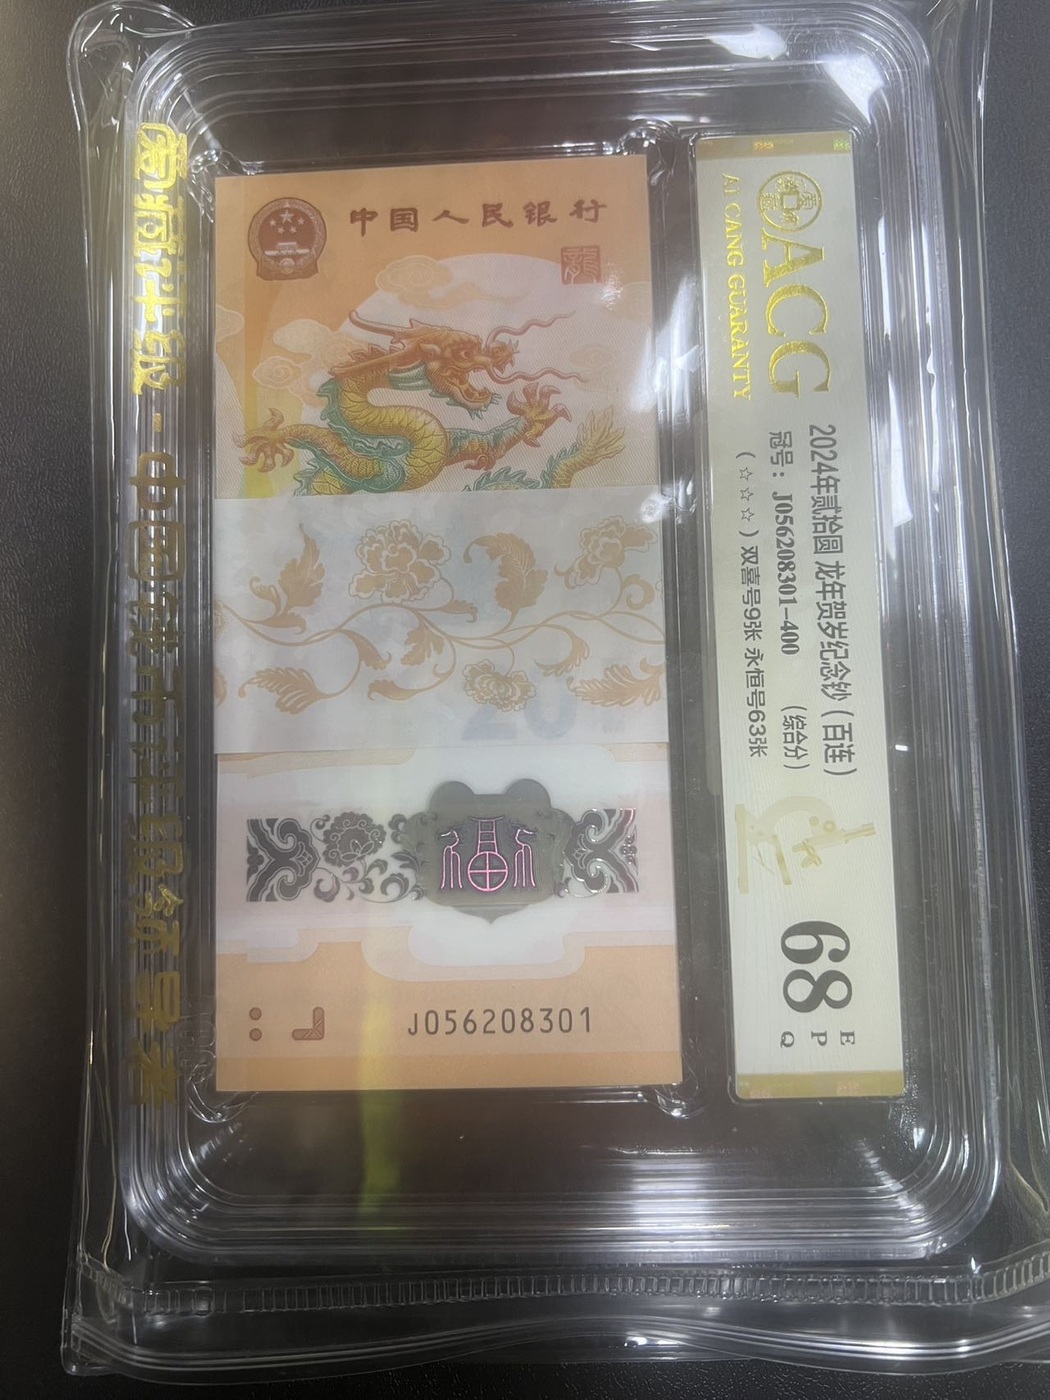 中国人民银行
J056208301
ACG
AI CANG GUARANTY
2024年贰拾圆 龙年贺岁纪念钞(百连)
冠号: J056208301-400 (综合分)
(☆☆☆) 双喜号9张 永恒号63张
68
E
P
Q